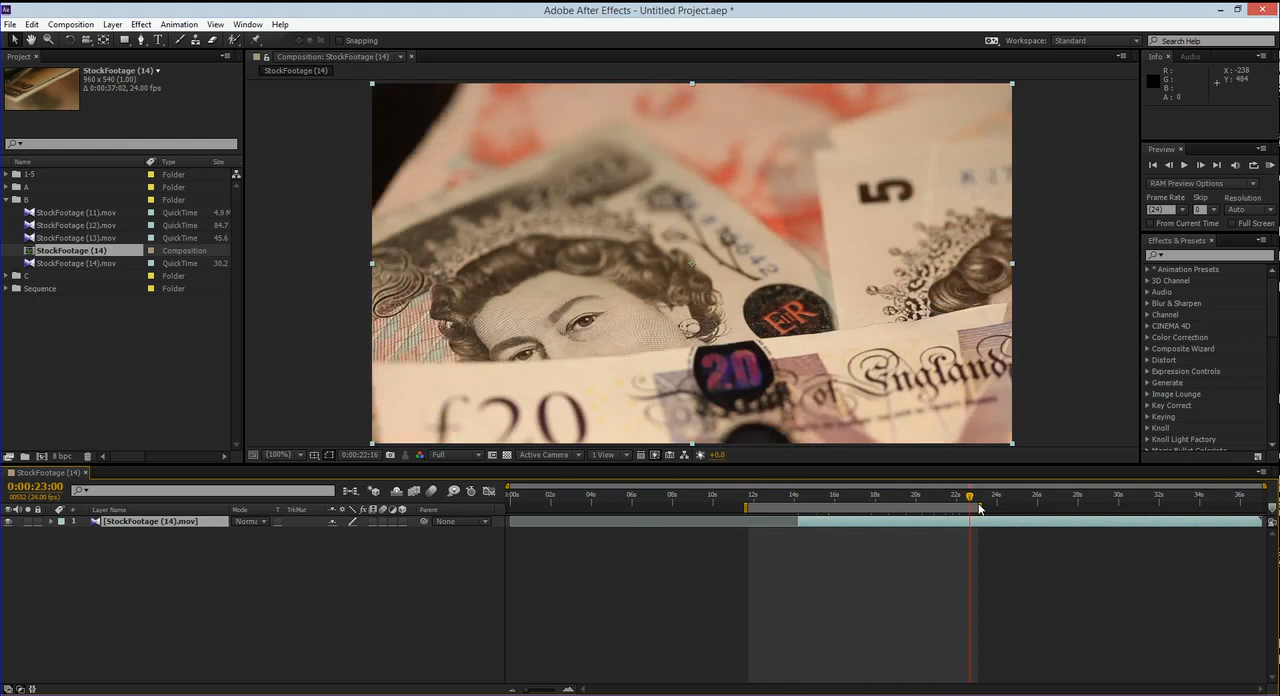 Adobe After Effects - Untitled Project.aep *
File Edit Composition Layer Effect Animation View Window Help
Snapping
Workspace: Standard
Search Help
Project
StockFootage (14)
960 x 540 (1.00)
Δ 0:00:37:02, 24.00 fps
Name Type Size
1-5 Folder
A Folder
B Folder
StockFootage (11).mov QuickTime 4.9 M
StockFootage (12).mov QuickTime 84.7
StockFootage (13).mov QuickTime 45.6
StockFootage (14) Composition
StockFootage (14).mov QuickTime 30.2
C Folder
Sequence Folder
8 bpc
Composition: StockFootage (14)
StockFootage (14)
5
EIIR
20
£20
of England
(100%) 0:00:22:16 Full Active Camera 1 View +0.0
Info Audio
R :
G :
B :
A : 0
X : -238
Y : 484
Preview
RAM Preview Options
Frame Rate Skip Resolution
(24) 0 Auto
From Current Time Full Screen
Effects & Presets
* Animation Presets
3D Channel
Audio
Blur & Sharpen
Channel
CINEMA 4D
Color Correction
Composite Wizard
Distort
Expression Controls
Generate
Image Lounge
Key Correct
Keying
Knoll
Knoll Light Factory
StockFootage (14)
0:00:23:00
00552 (24.00 fps)
# Layer Name Mode T TrkMat Parent
1 [StockFootage (14).mov] Norma None
00s 02s 04s 06s 08s 10s 12s 14s 16s 18s 20s 22s 24s 26s 28s 30s 32s 34s 36s